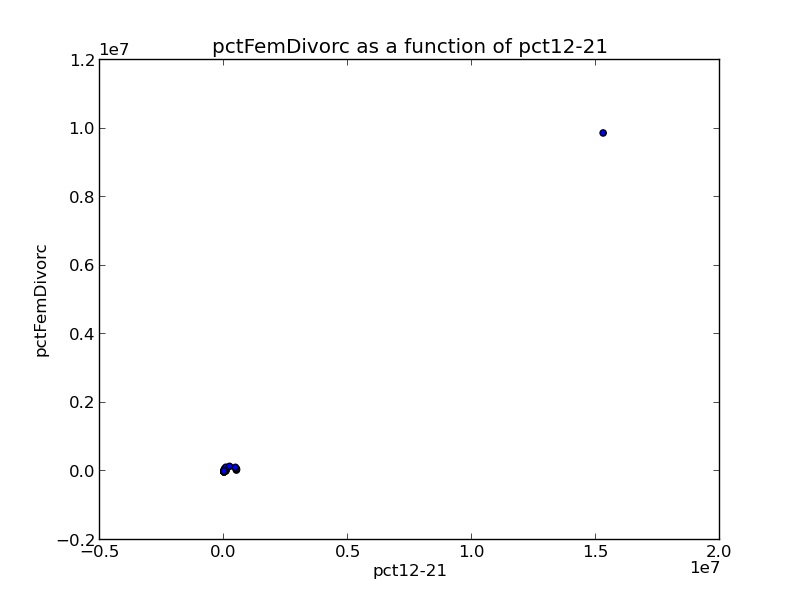 pctFemDivorc as a function of pct12-21
1e7
1.2
1.0
0.8
0.6
0.4
0.2
0.0
−0.2
pctFemDivorc
−0.5 0.0 0.5 1.0 1.5 2.0
1e7
pct12-21